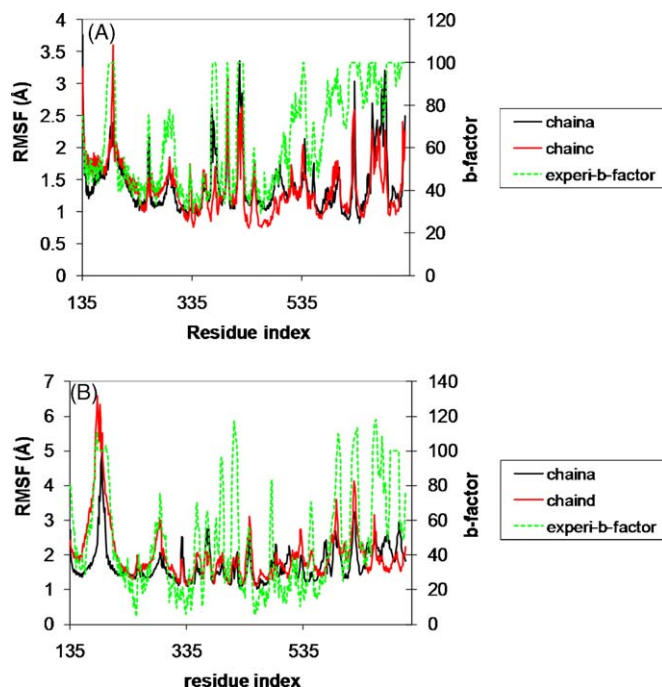 (A)
4
3.5
3
2.5
2
1.5
1
0.5
0
RMSF (Å)
120
100
80
60
40
20
0
b-factor
135
335
535
Residue index
chaina
chainc
experi-b-factor
(B)
7
6
5
4
3
2
1
0
RMSF (Å)
140
120
100
80
60
40
20
0
b-factor
135
335
535
residue index
chaina
chaind
experi-b-factor